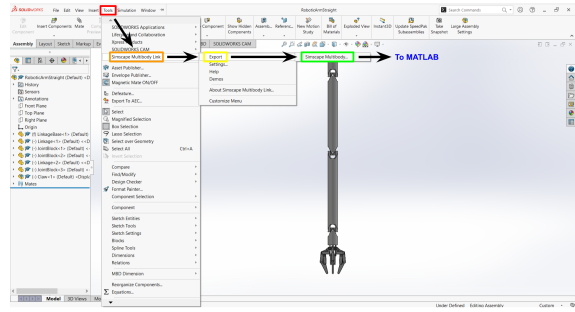 SOLIDWORKS File Edit View Insert Tools Simulation Window
RoboticArmStraight
Search Commands
Edit Component
Insert Components
Mate
Component
Show Hidden Components
Assemb...
Referenc...
New Motion Study
Bill of Materials
Exploded View
Instant3D
Update SpeedPak Subassemblies
Take Snapshot
Large Assembly Settings
Assembly Layout Sketch Markup
SOLIDWORKS CAM
RoboticArmStraight (Default) <D
History
Sensors
Annotations
Front Plane
Top Plane
Right Plane
Origin
(f) LinkageBase<1> (Default)
(-) Linkage<1> (Default) <<D
(-) JointBlock<1> (Default) <
(-) JointBlock<2> (Default) <
(-) Linkage<2> (Default) <<D
(-) JointBlock<3> (Default) <
(-) Claw<1> (Default) <Displa
Mates
SOLIDWORKS Applications
Xpress Products
SOLIDWORKS CAM
Simscape Multibody Link
Asset Publisher...
Envelope Publisher...
Magnetic Mate ON/OFF
Defeature...
Export To AEC...
Select
Magnified Selection
Box Selection
Lasso Selection
Select over Geometry
Select All Ctrl+A
Invert Selection
Compare
Find/Modify
Design Checker
Format Painter...
Component Selection
Component
Sketch Entities
Sketch Tools
Sketch Settings
Blocks
Spline Tools
Dimensions
Relations
MBD Dimension
Reorganize Components...
Equations...
Export
Settings...
Help
Demos
About Simscape Multibody Link...
Customize Menu
Simscape Multibody...
To MATLAB
Model 3D Views
Under Defined Editing Assembly Custom